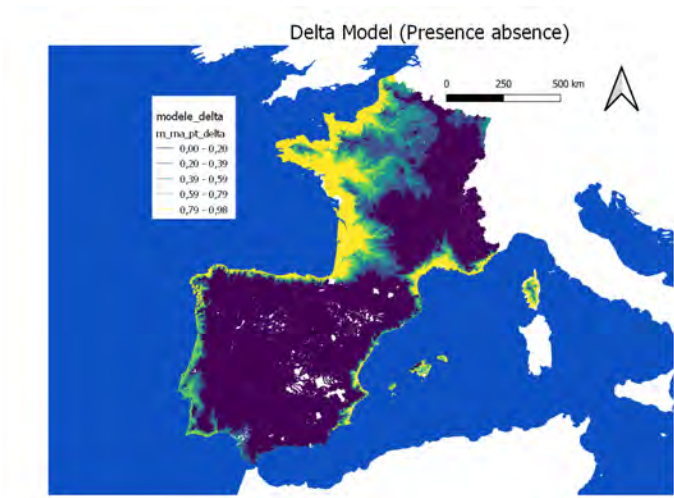 Delta Model (Presence absence)
0 250 500 km
modele_delta
m_ma_pt_delta
0,00 - 0,20
0,20 - 0,39
0,39 - 0,59
0,59 - 0,79
0,79 - 0,98